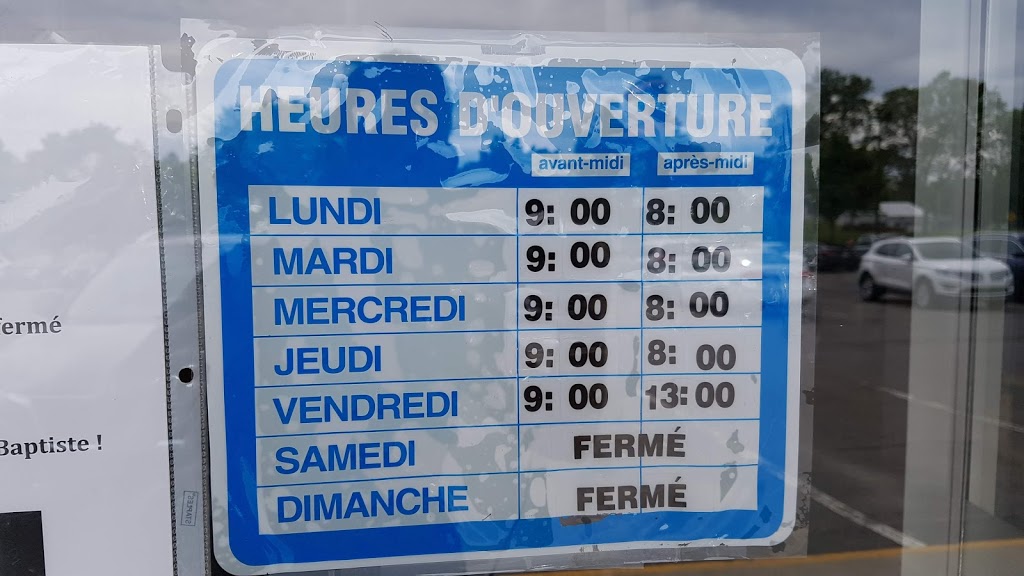 HEURES D'OUVERTURE
avant-midi après-midi
LUNDI 9: 00 8: 00
MARDI 9: 00 8: 00
MERCREDI 9: 00 8: 00
fermé
JEUDI 9: 00 8: 00
VENDREDI 9: 00 13: 00
Baptiste !
SAMEDI FERMÉ
DIMANCHE FERMÉ